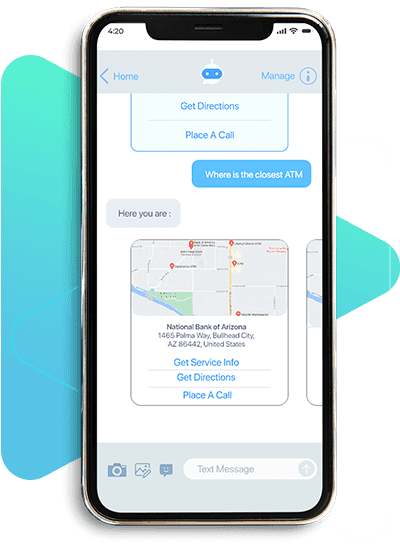 4:20
Home
Manage
Get Directions
Place A Call
Where is the closest ATM
Here you are :
National Bank of Arizona
1465 Palma Way, Bullhead City,
AZ 86442, United States
Get Service Info
Get Directions
Place A Call
Text Message